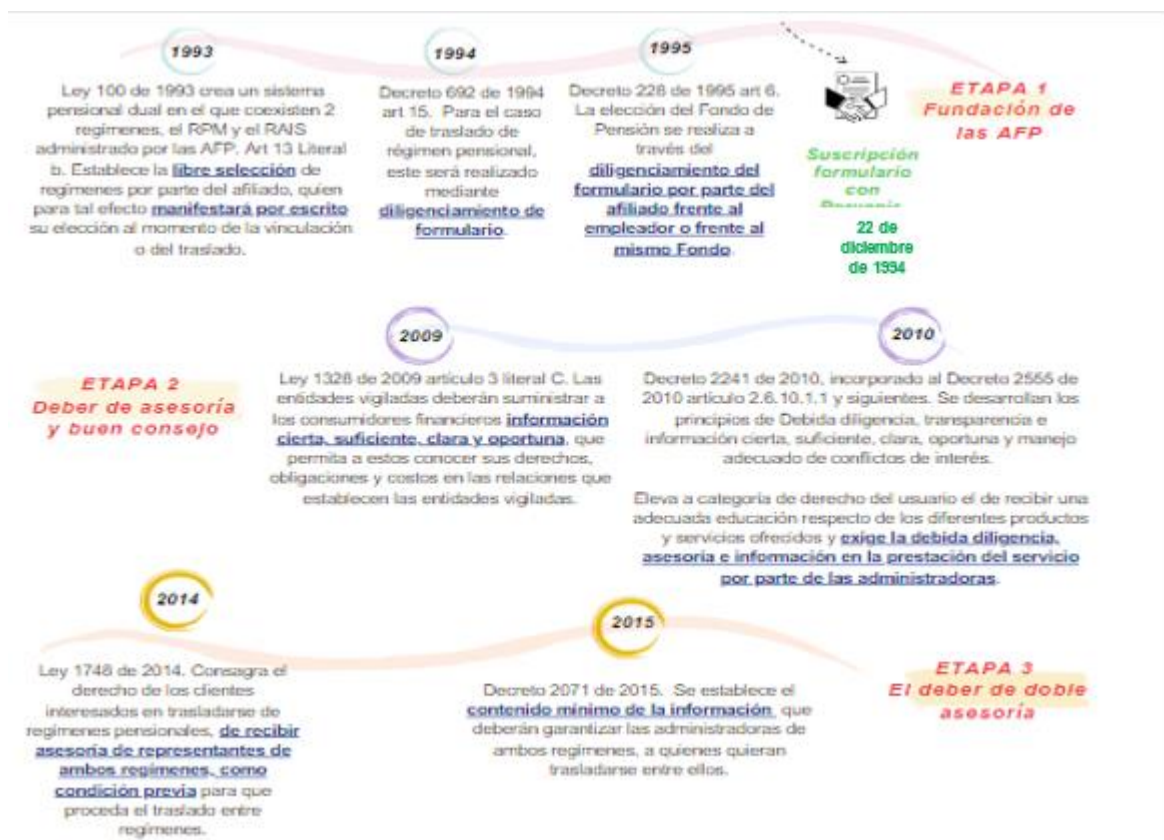 1993
Ley 100 de 1993 crea un sistema
pensional dual en el que coexisten 2
regímenes, el RPM y el RAIS
administrado por las AFP. Art 13 Literal
b. Establece la libre selección de
regímenes por parte del afiliado, quien
para tal efecto manifestará por escrito
su elección al momento de la vinculación
o del traslado.
1994
Decreto 692 de 1994
art 15. Para el caso
de traslado de
régimen pensional,
este será realizado
mediante
diligenciamiento de
formulario.
1995
Decreto 228 de 1995 art 6.
La elección del Fondo de
Pensión se realiza a
través del
diligenciamiento del
formulario por parte del
afiliado frente al
empleador o frente al
mismo Fondo.
Suscripción
formulario
con
22 de
diciembre
de 1994
ETAPA 1
Fundación de
las AFP
ETAPA 2
Deber de asesoría
y buen consejo
2009
Ley 1328 de 2009 artículo 3 literal C. Las
entidades vigiladas deberán suministrar a
los consumidores financieros información
cierta, suficiente, clara y oportuna, que
permita a estos conocer sus derechos,
obligaciones y costos en las relaciones que
establecen las entidades vigiladas.
2010
Decreto 2241 de 2010, incorporado al Decreto 2555 de
2010 artículo 2.6.10.1.1 y siguientes. Se desarrollan los
principios de Debida diligencia, transparencia e
información cierta, suficiente, clara, oportuna y manejo
adecuado de conflictos de interés.
Eleva a categoría de derecho del usuario el de recibir una
adecuada educación respecto de los diferentes productos
y servicios ofrecidos y exige la debida diligencia,
asesoría e información en la prestación del servicio
por parte de las administradoras.
2014
Ley 1748 de 2014. Consagra el
derecho de los clientes
interesados en trasladarse de
regímenes pensionales, de recibir
asesoría de representantes de
ambos regímenes, como
condición previa para que
proceda el traslado entre
regímenes.
2015
Decreto 2071 de 2015. Se establece el
contenido mínimo de la información que
deberán garantizar las administradoras de
ambos regímenes, a quienes quieran
trasladarse entre ellos.
ETAPA 3
El deber de doble
asesoría